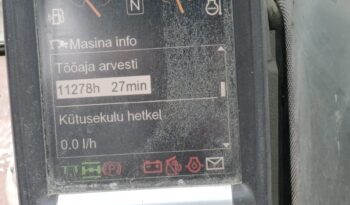 N
Masina info
Tööaja arvesti
11278h 27min
Kütusekulu hetkel
0.0 l/h